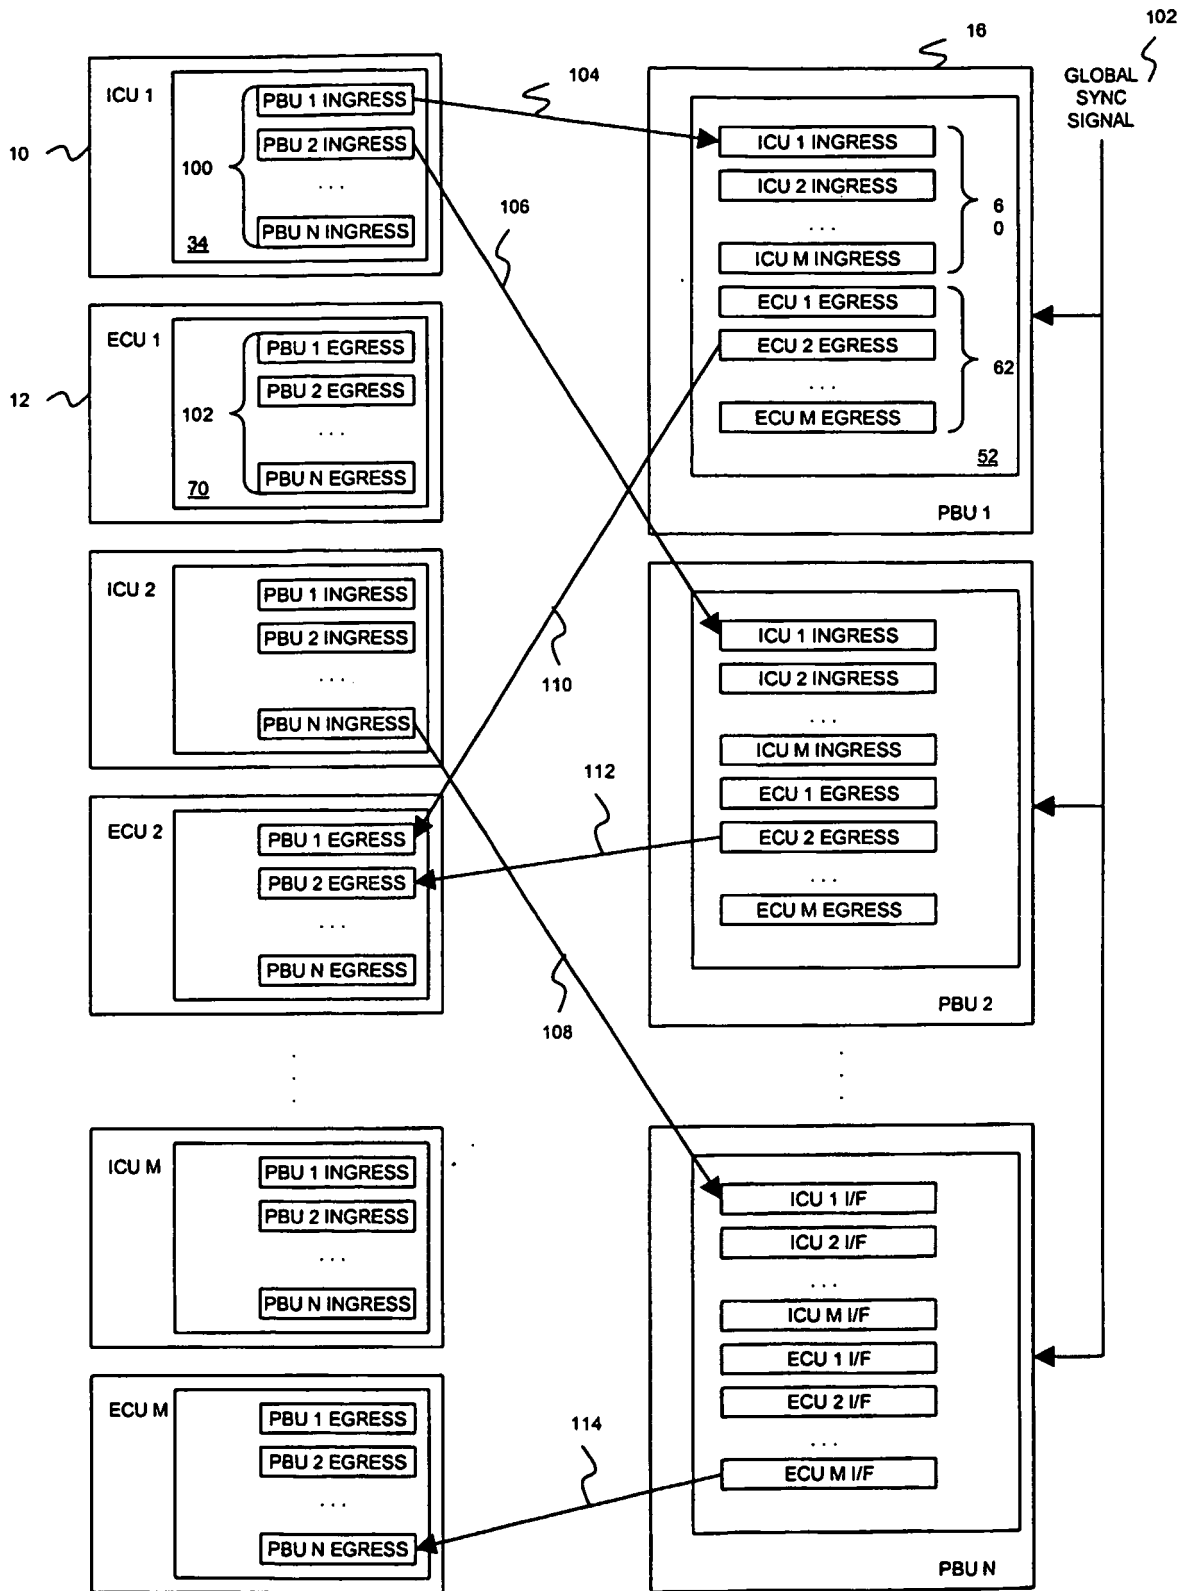 102
16
GLOBAL
SYNC
SIGNAL
10
ICU 1
100
34
PBU 1 INGRESS
PBU 2 INGRESS
...
PBU N INGRESS
12
ECU 1
102
70
PBU 1 EGRESS
PBU 2 EGRESS
...
PBU N EGRESS
ICU 2
PBU 1 INGRESS
PBU 2 INGRESS
...
PBU N INGRESS
ECU 2
PBU 1 EGRESS
PBU 2 EGRESS
...
PBU N EGRESS
ICU M
PBU 1 INGRESS
PBU 2 INGRESS
...
PBU N INGRESS
ECU M
PBU 1 EGRESS
PBU 2 EGRESS
...
PBU N EGRESS
104
106
110
112
108
114
ICU 1 INGRESS
ICU 2 INGRESS
...
ICU M INGRESS
6
0
ECU 1 EGRESS
ECU 2 EGRESS
...
ECU M EGRESS
62
52
PBU 1
ICU 1 INGRESS
ICU 2 INGRESS
...
ICU M INGRESS
ECU 1 EGRESS
ECU 2 EGRESS
...
ECU M EGRESS
PBU 2
ICU 1 I/F
ICU 2 I/F
...
ICU M I/F
ECU 1 I/F
ECU 2 I/F
...
ECU M I/F
PBU N